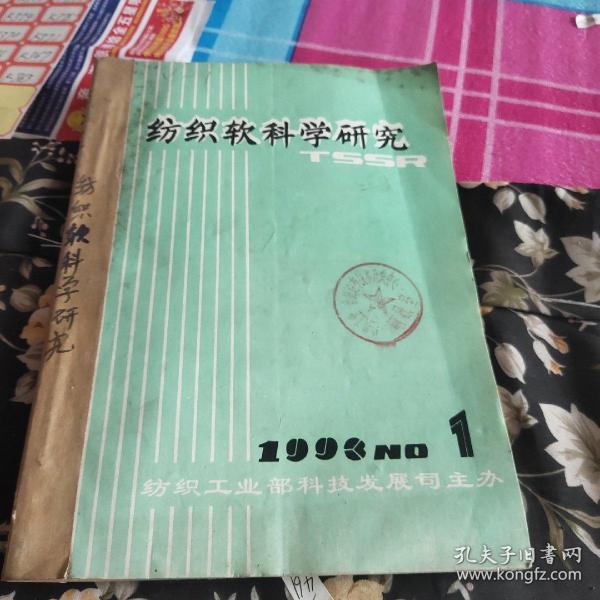 纺织软科学研究
TSSR
纺织软科学研究
1993 NO 1
纺织工业部科技发展司主办
孔夫子旧书网
www.kongfz.com